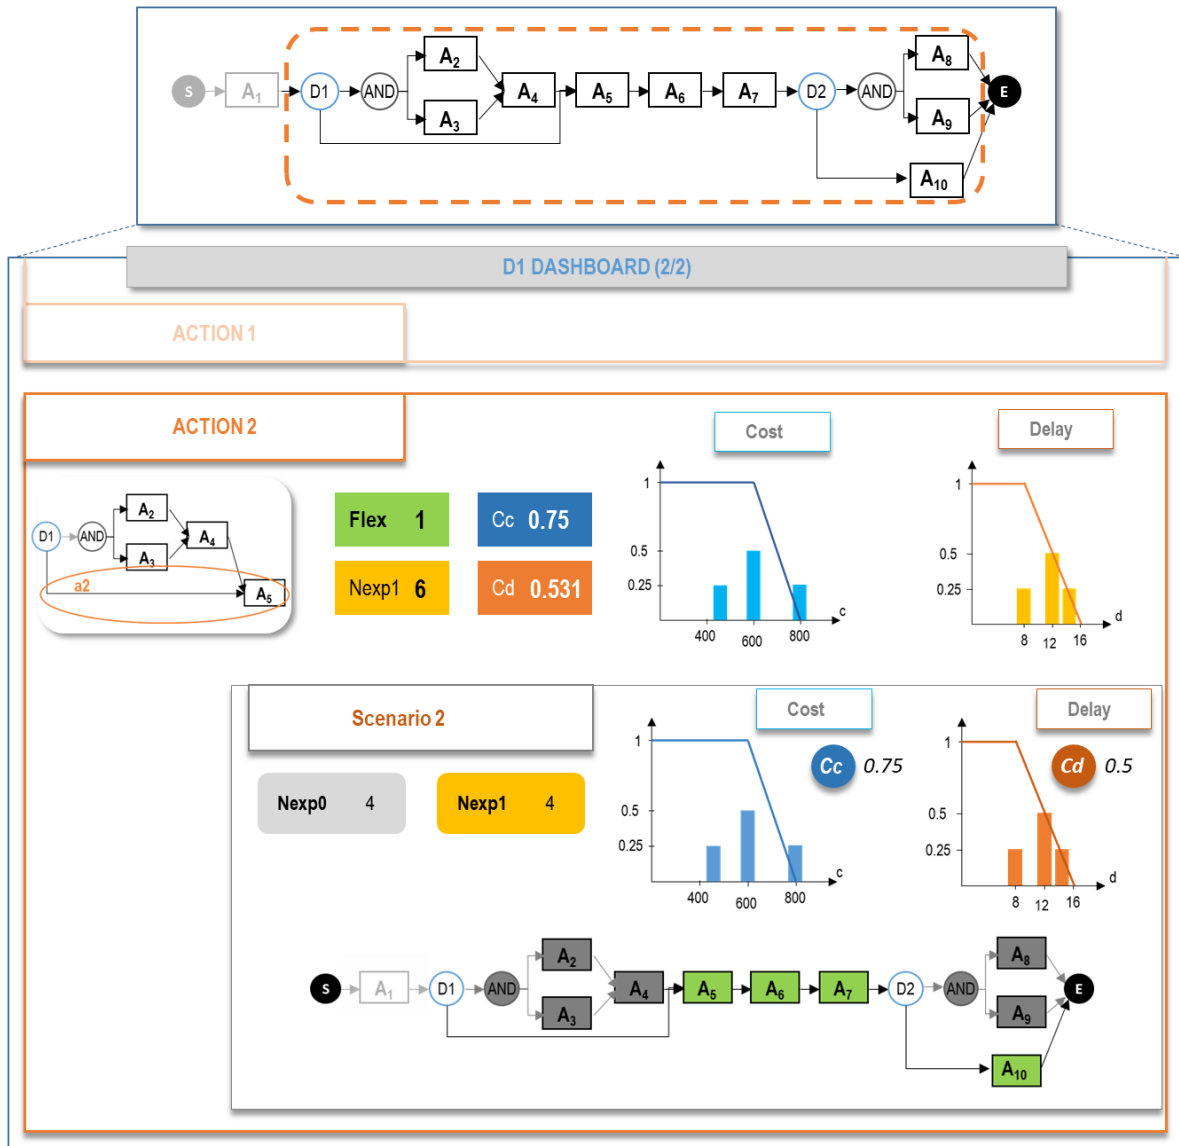 S
A1
D1
AND
A2
A3
A4
A5
A6
A7
D2
AND
A8
A9
A10
E
D1 DASHBOARD (2/2)
ACTION 1
ACTION 2
D1
AND
A2
A3
A4
A5
a2
Flex 1
Cc 0.75
Nexp1 6
Cd 0.531
Cost
1
0.5
0.25
400 600 800
c
Delay
1
0.5
0.25
8 12 16
d
Scenario 2
Nexp0 4
Nexp1 4
Cost
Cc 0.75
1
0.5
0.25
400 600 800
c
Delay
Cd 0.5
1
0.5
0.25
8 12 16
d
S
A1
D1
AND
A2
A3
A4
A5
A6
A7
D2
AND
A8
A9
A10
E